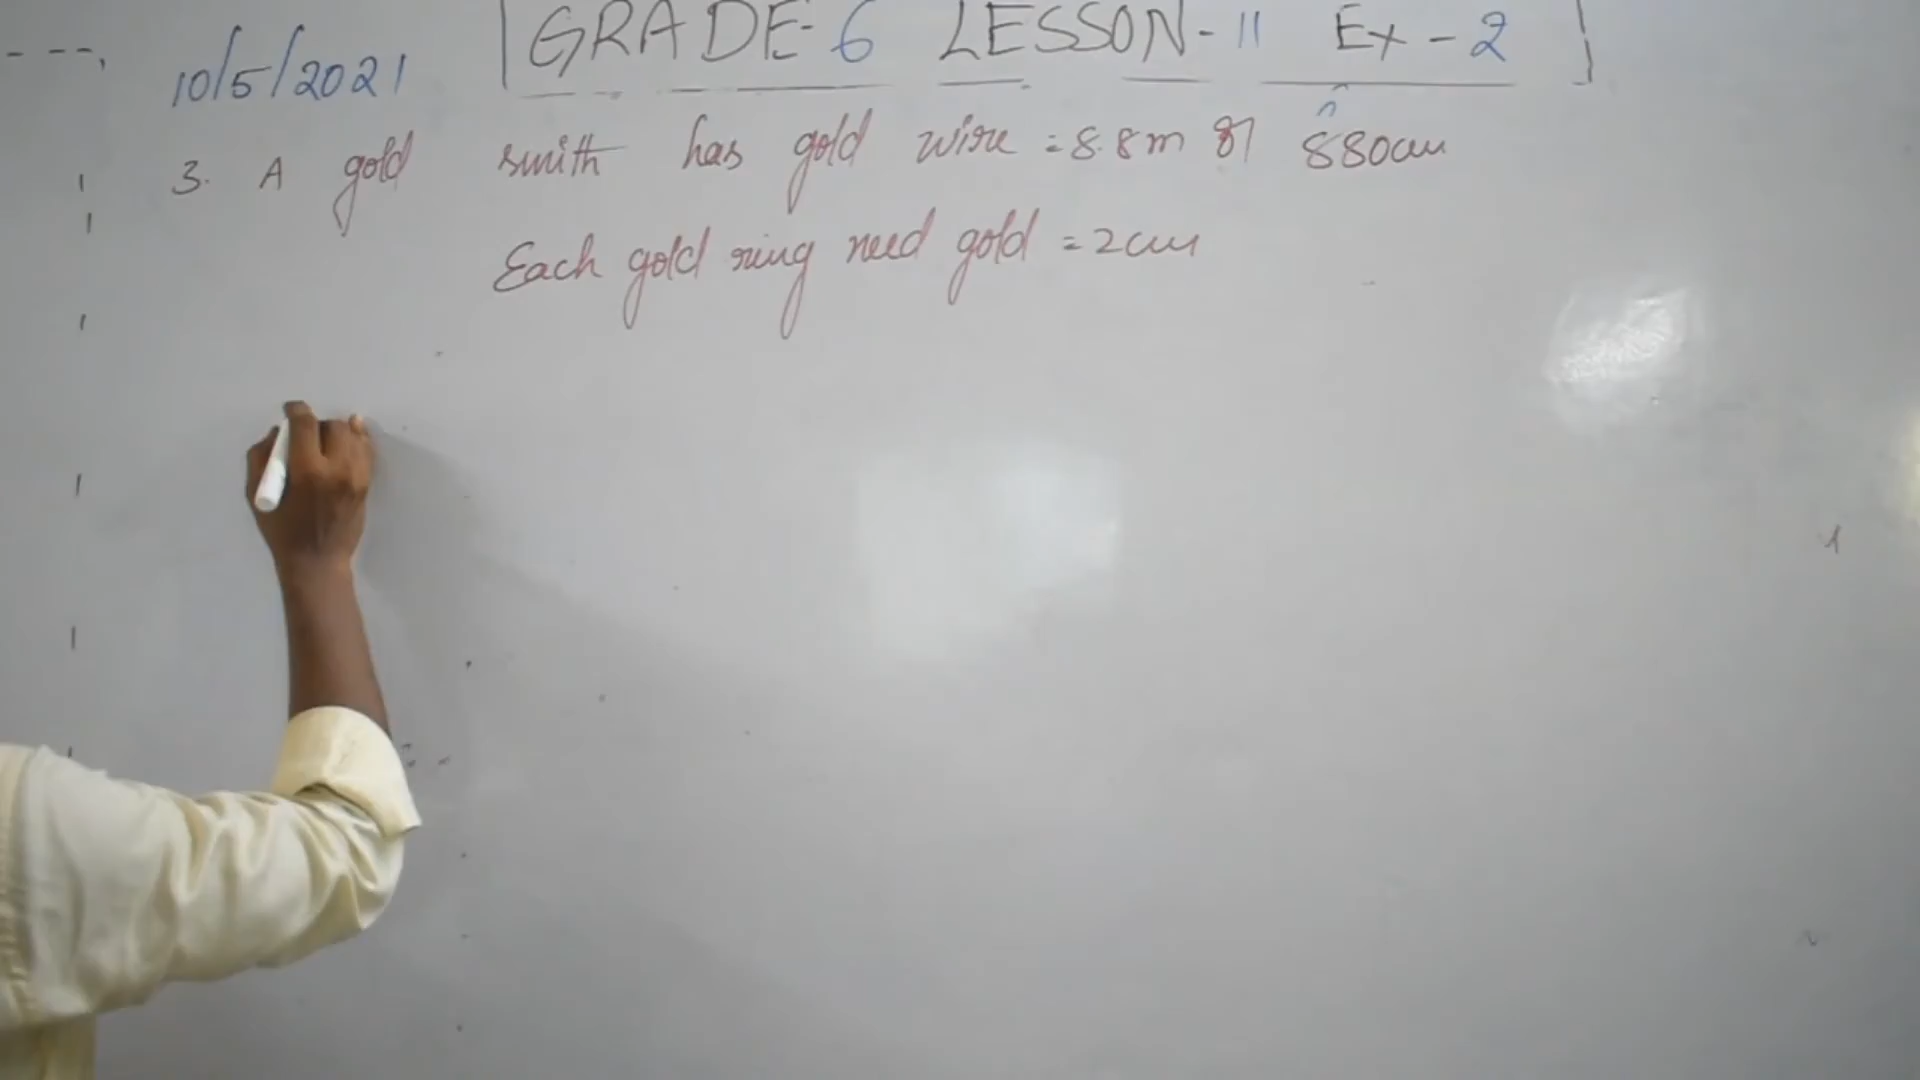 [GRADE-6 LESSON-11 Ex-2]
10/5/2021
3. A gold smith has gold wire = 8.8m or 880cm
Each gold ring need gold = 2cm